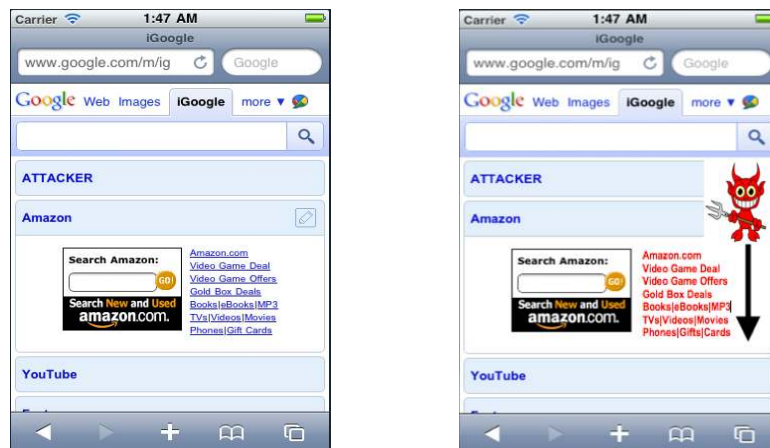 Carrier 1:47 AM
iGoogle
www.google.com/m/ig Google
Google Web Images iGoogle more ▼
ATTACKER
Amazon
Search Amazon:
GO!
Search New and Used
amazon.com.
Amazon.com
Video Game Deal
Video Game Offers
Gold Box Deals
Books|eBooks|MP3
TVs|Videos|Movies
Phones|Gift Cards
YouTube
Carrier 1:47 AM
iGoogle
www.google.com/m/ig Google
Google Web Images iGoogle more ▼
ATTACKER
Amazon
Search Amazon:
GO!
Search New and Used
amazon.com.
Amazon.com
Video Game Deal
Video Game Offers
Gold Box Deals
Books|eBooks|MP3
TVs|Videos|Movies
Phones|Gifts|Cards
YouTube